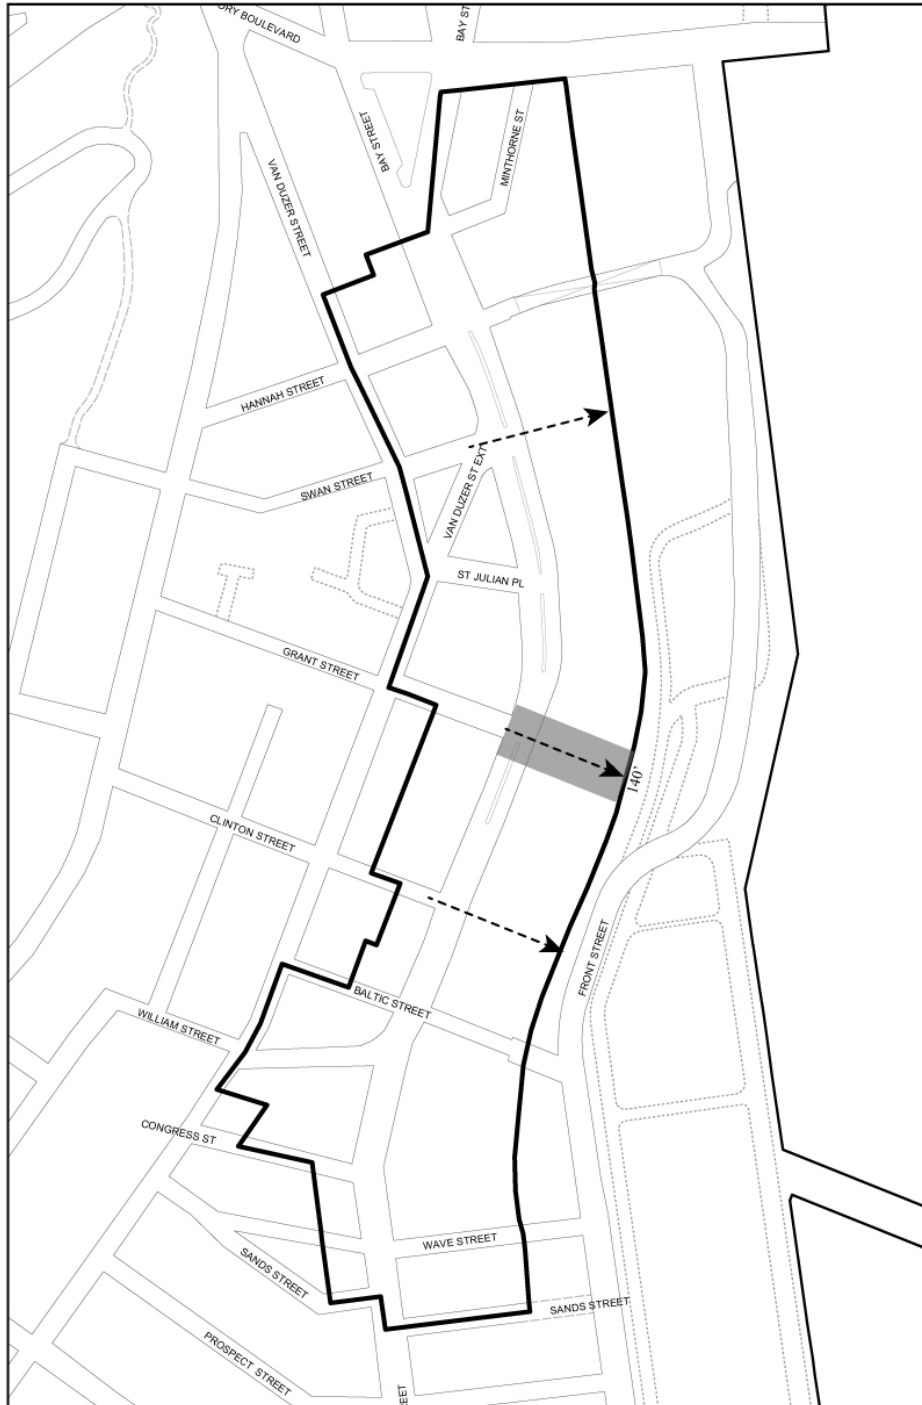 ORY BOULEVARD
BAY ST
BAY STREET
MINTHORNE ST
VAN DUZER STREET
HANNAH STREET
SWAN STREET
VAN DUZER ST EXT
ST JULIAN PL
GRANT STREET
140'
CLINTON STREET
FRONT STREET
BALTIC STREET
WILLIAM STREET
CONGRESS ST
WAVE STREET
SANDS STREET
SANDS STREET
PROSPECT STREET
REET